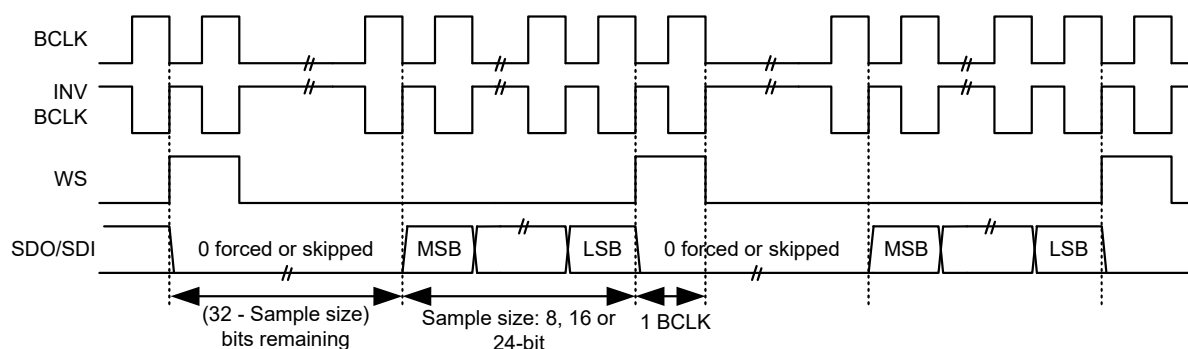 BCLK
INV
BCLK
WS
SDO/SDI
0 forced or skipped
MSB
LSB
0 forced or skipped
MSB
LSB
(32 - Sample size)
bits remaining
Sample size: 8, 16 or
24-bit
1 BCLK